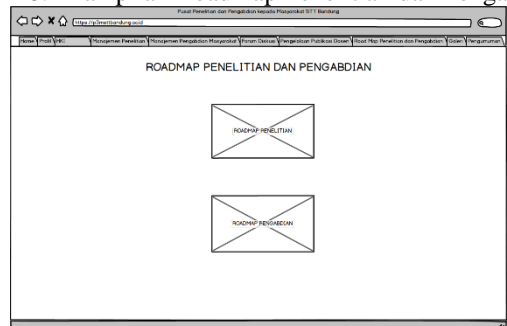 Pusat Penelitian dan Pengabdian kepada Masyarakat STT Bandung
https://p3msttbandung.ac.id
Home Profil HKI Manajemen Penelitian Manajemen Pengabdian Masyarakat Forum Diskusi Pengelolaan Publikasi Dosen Road Map Penelitian dan Pengabdian Galeri Pengumuman
ROADMAP PENELITIAN DAN PENGABDIAN
ROADMAP PENELITIAN
ROADMAP PENGABDIAN